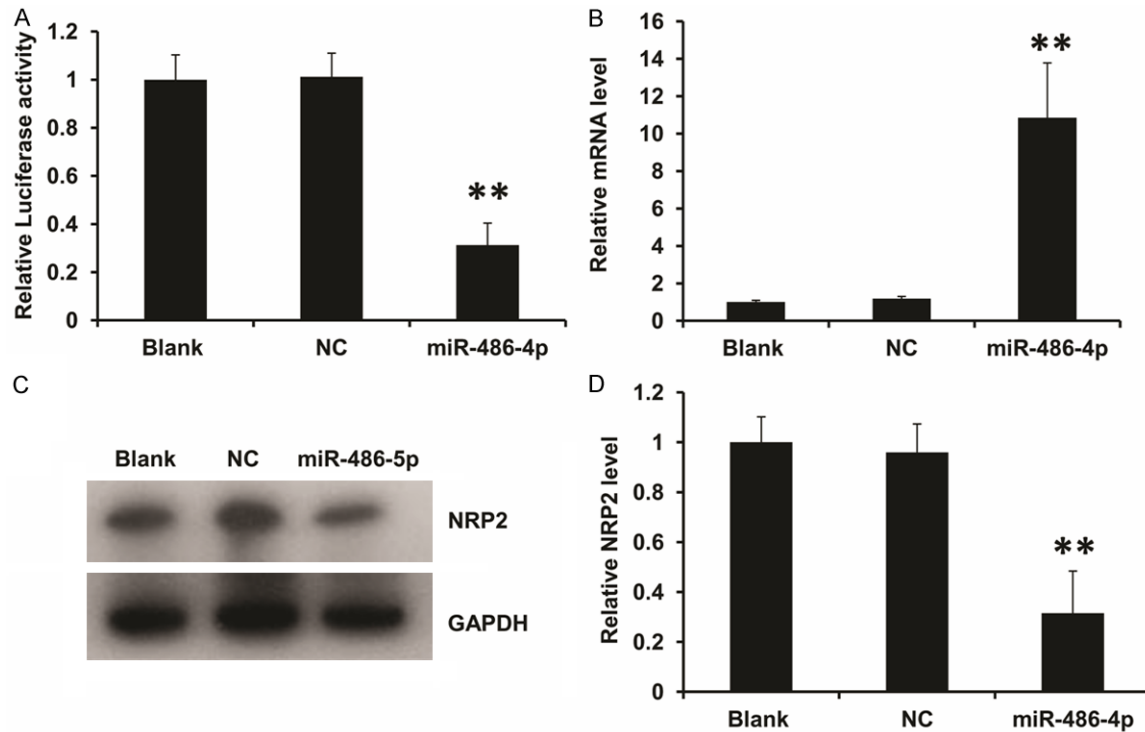 A
Relative Luciferase activity
1.2
1
0.8
0.6
0.4
0.2
0
**
Blank NC miR-486-4p
B
Relative mRNA level
16
14
12
10
8
6
4
2
0
**
Blank NC miR-486-4p
C
Blank NC miR-486-5p
NRP2
GAPDH
D
Relative NRP2 level
1.2
1
0.8
0.6
0.4
0.2
0
**
Blank NC miR-486-4p